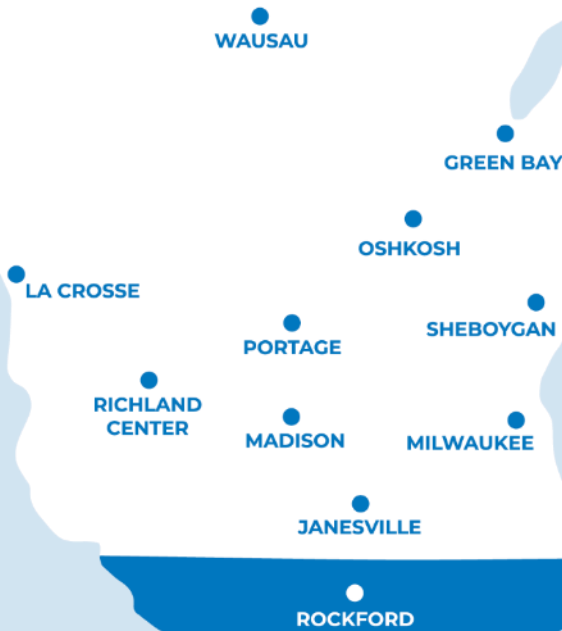 WAUSAU
GREEN BAY
OSHKOSH
LA CROSSE
SHEBOYGAN
PORTAGE
RICHLAND
CENTER
MADISON
MILWAUKEE
JANESVILLE
ROCKFORD